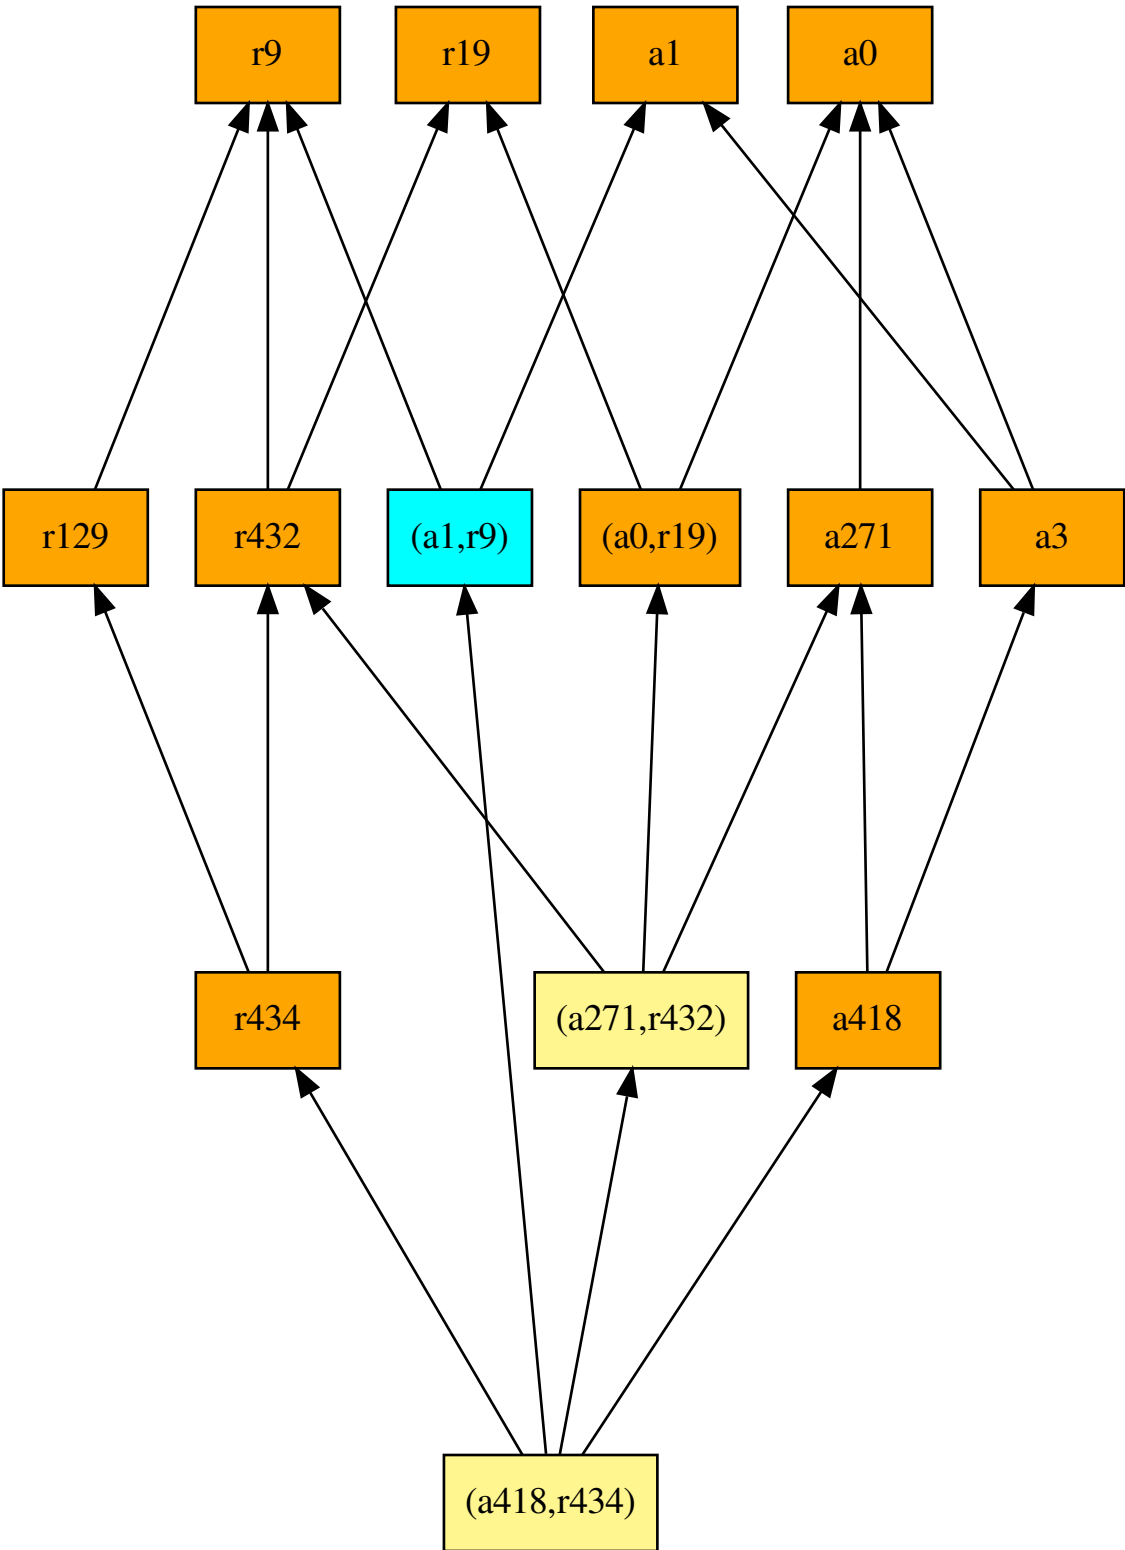 r9
r19
a1
a0
r129
r432
(a1,r9)
(a0,r19)
a271
a3
r434
(a271,r432)
a418
(a418,r434)